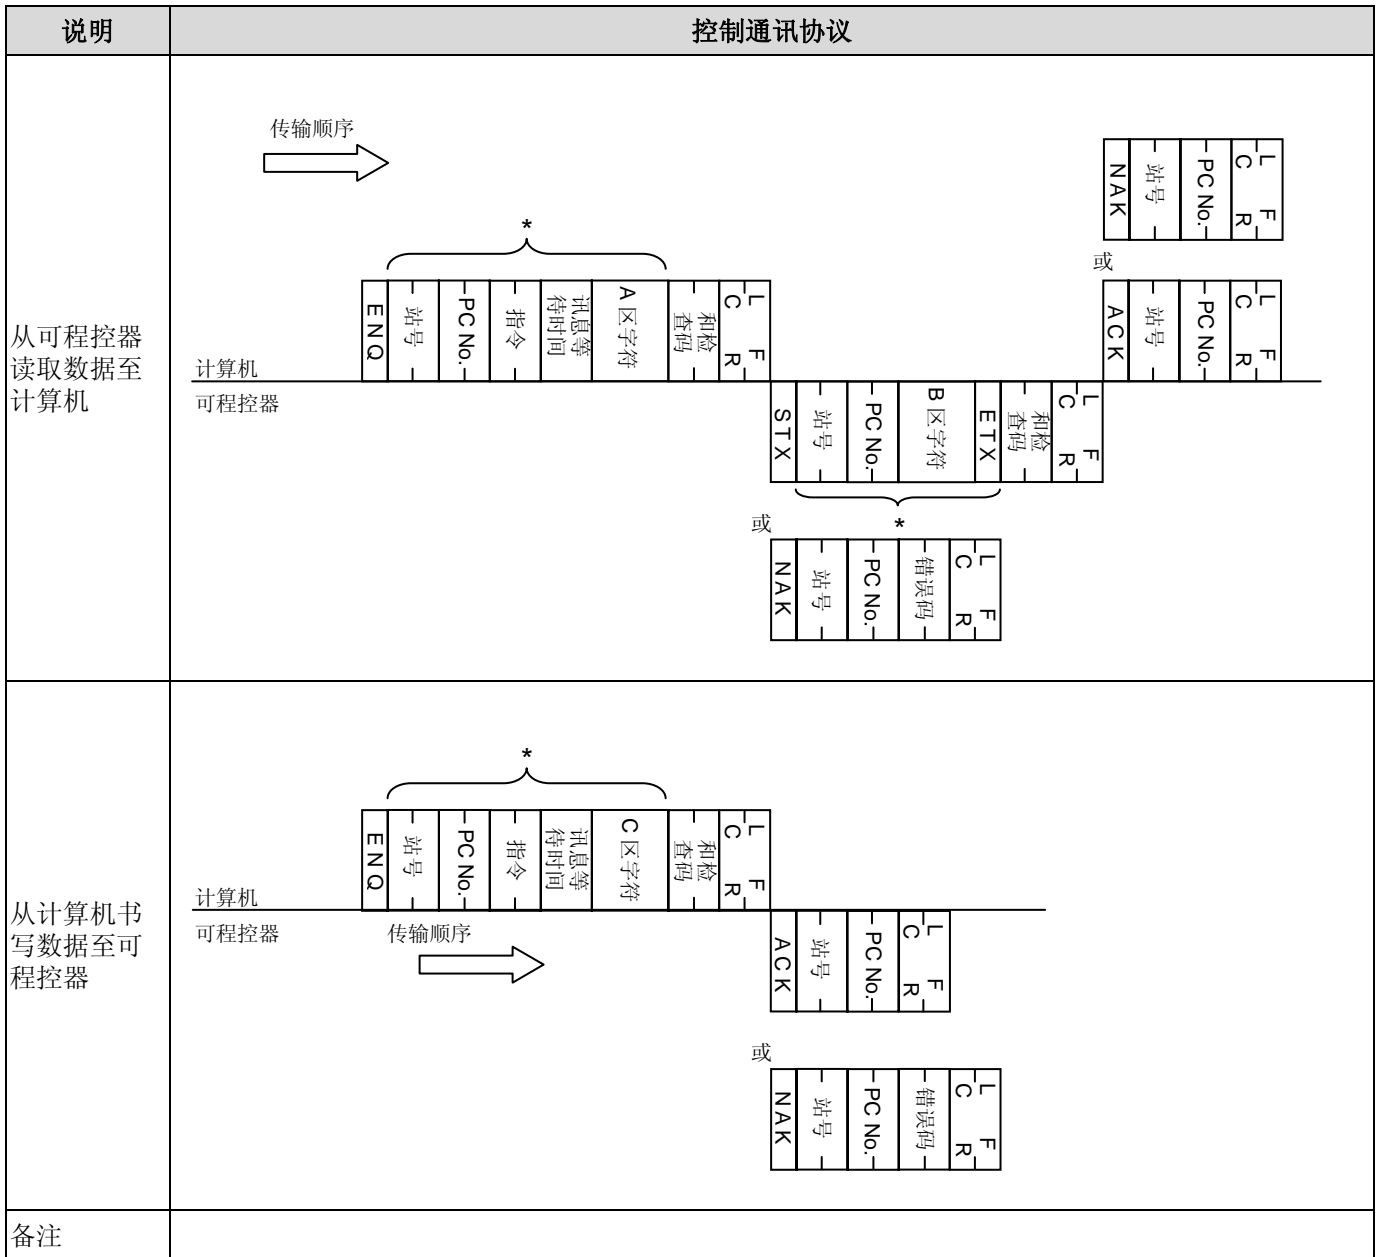 说明
控制通讯协议
从可程控器
读取数据至
计算机
传输顺序
NAK 站号 PC No. CR LF
或
*
ENQ 站号 PC No. 指令 讯息等待时间 A 区字符 和检查码 CR LF
ACK 站号 PC No. CR LF
计算机
可程控器
STX 站号 PC No. B 区字符 ETX 和检查码 CR LF
*
或
NAK 站号 PC No. 错误码 CR LF
从计算机书
写数据至可
程控器
*
ENQ 站号 PC No. 指令 讯息等待时间 C 区字符 和检查码 CR LF
计算机
可程控器
传输顺序
ACK 站号 PC No. CR LF
或
NAK 站号 PC No. 错误码 CR LF
备注